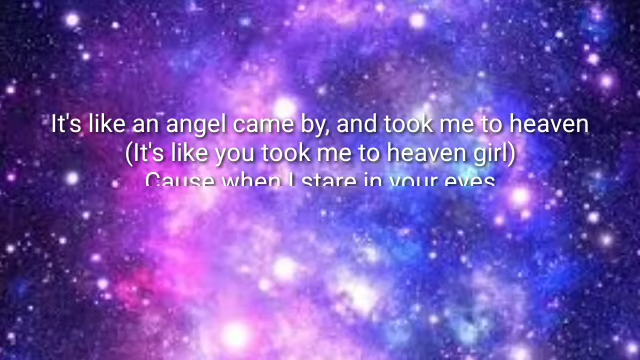 It's like an angel came by, and took me to heaven
(It's like you took me to heaven girl)
Cause when I stare in your eyes